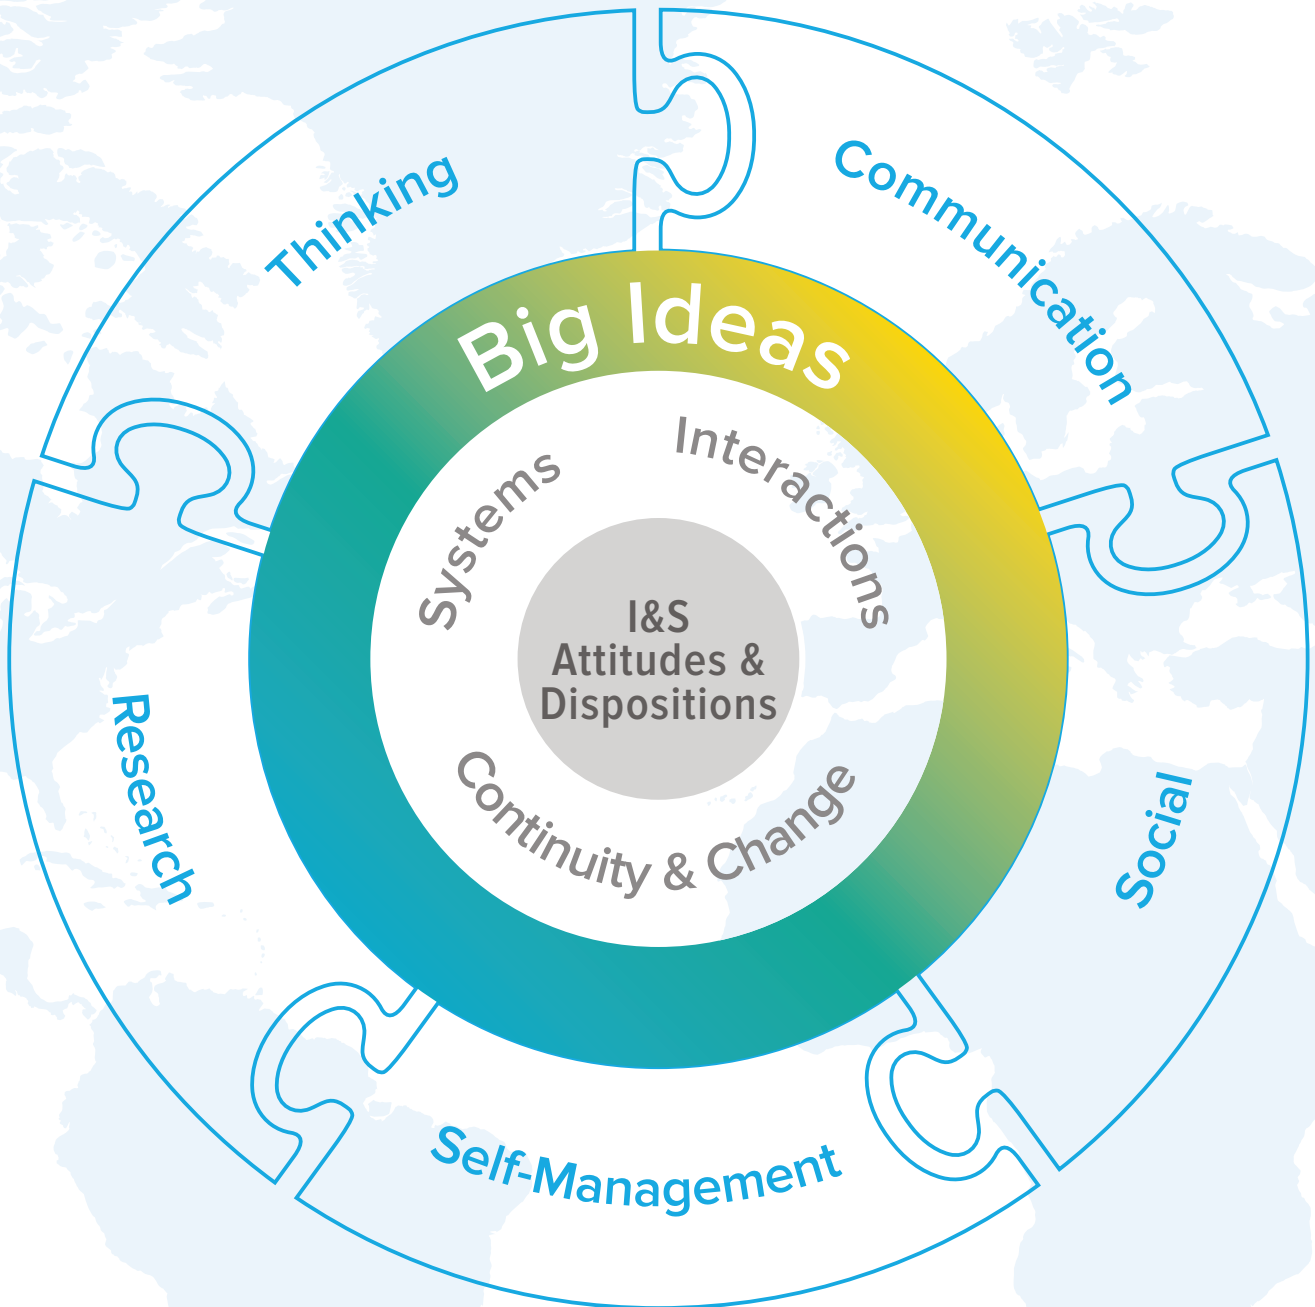 Thinking
Communication
Big Ideas
Systems
Interactions
I&S
Attitudes &
Dispositions
Continuity & Change
Research
Social
Self-Management